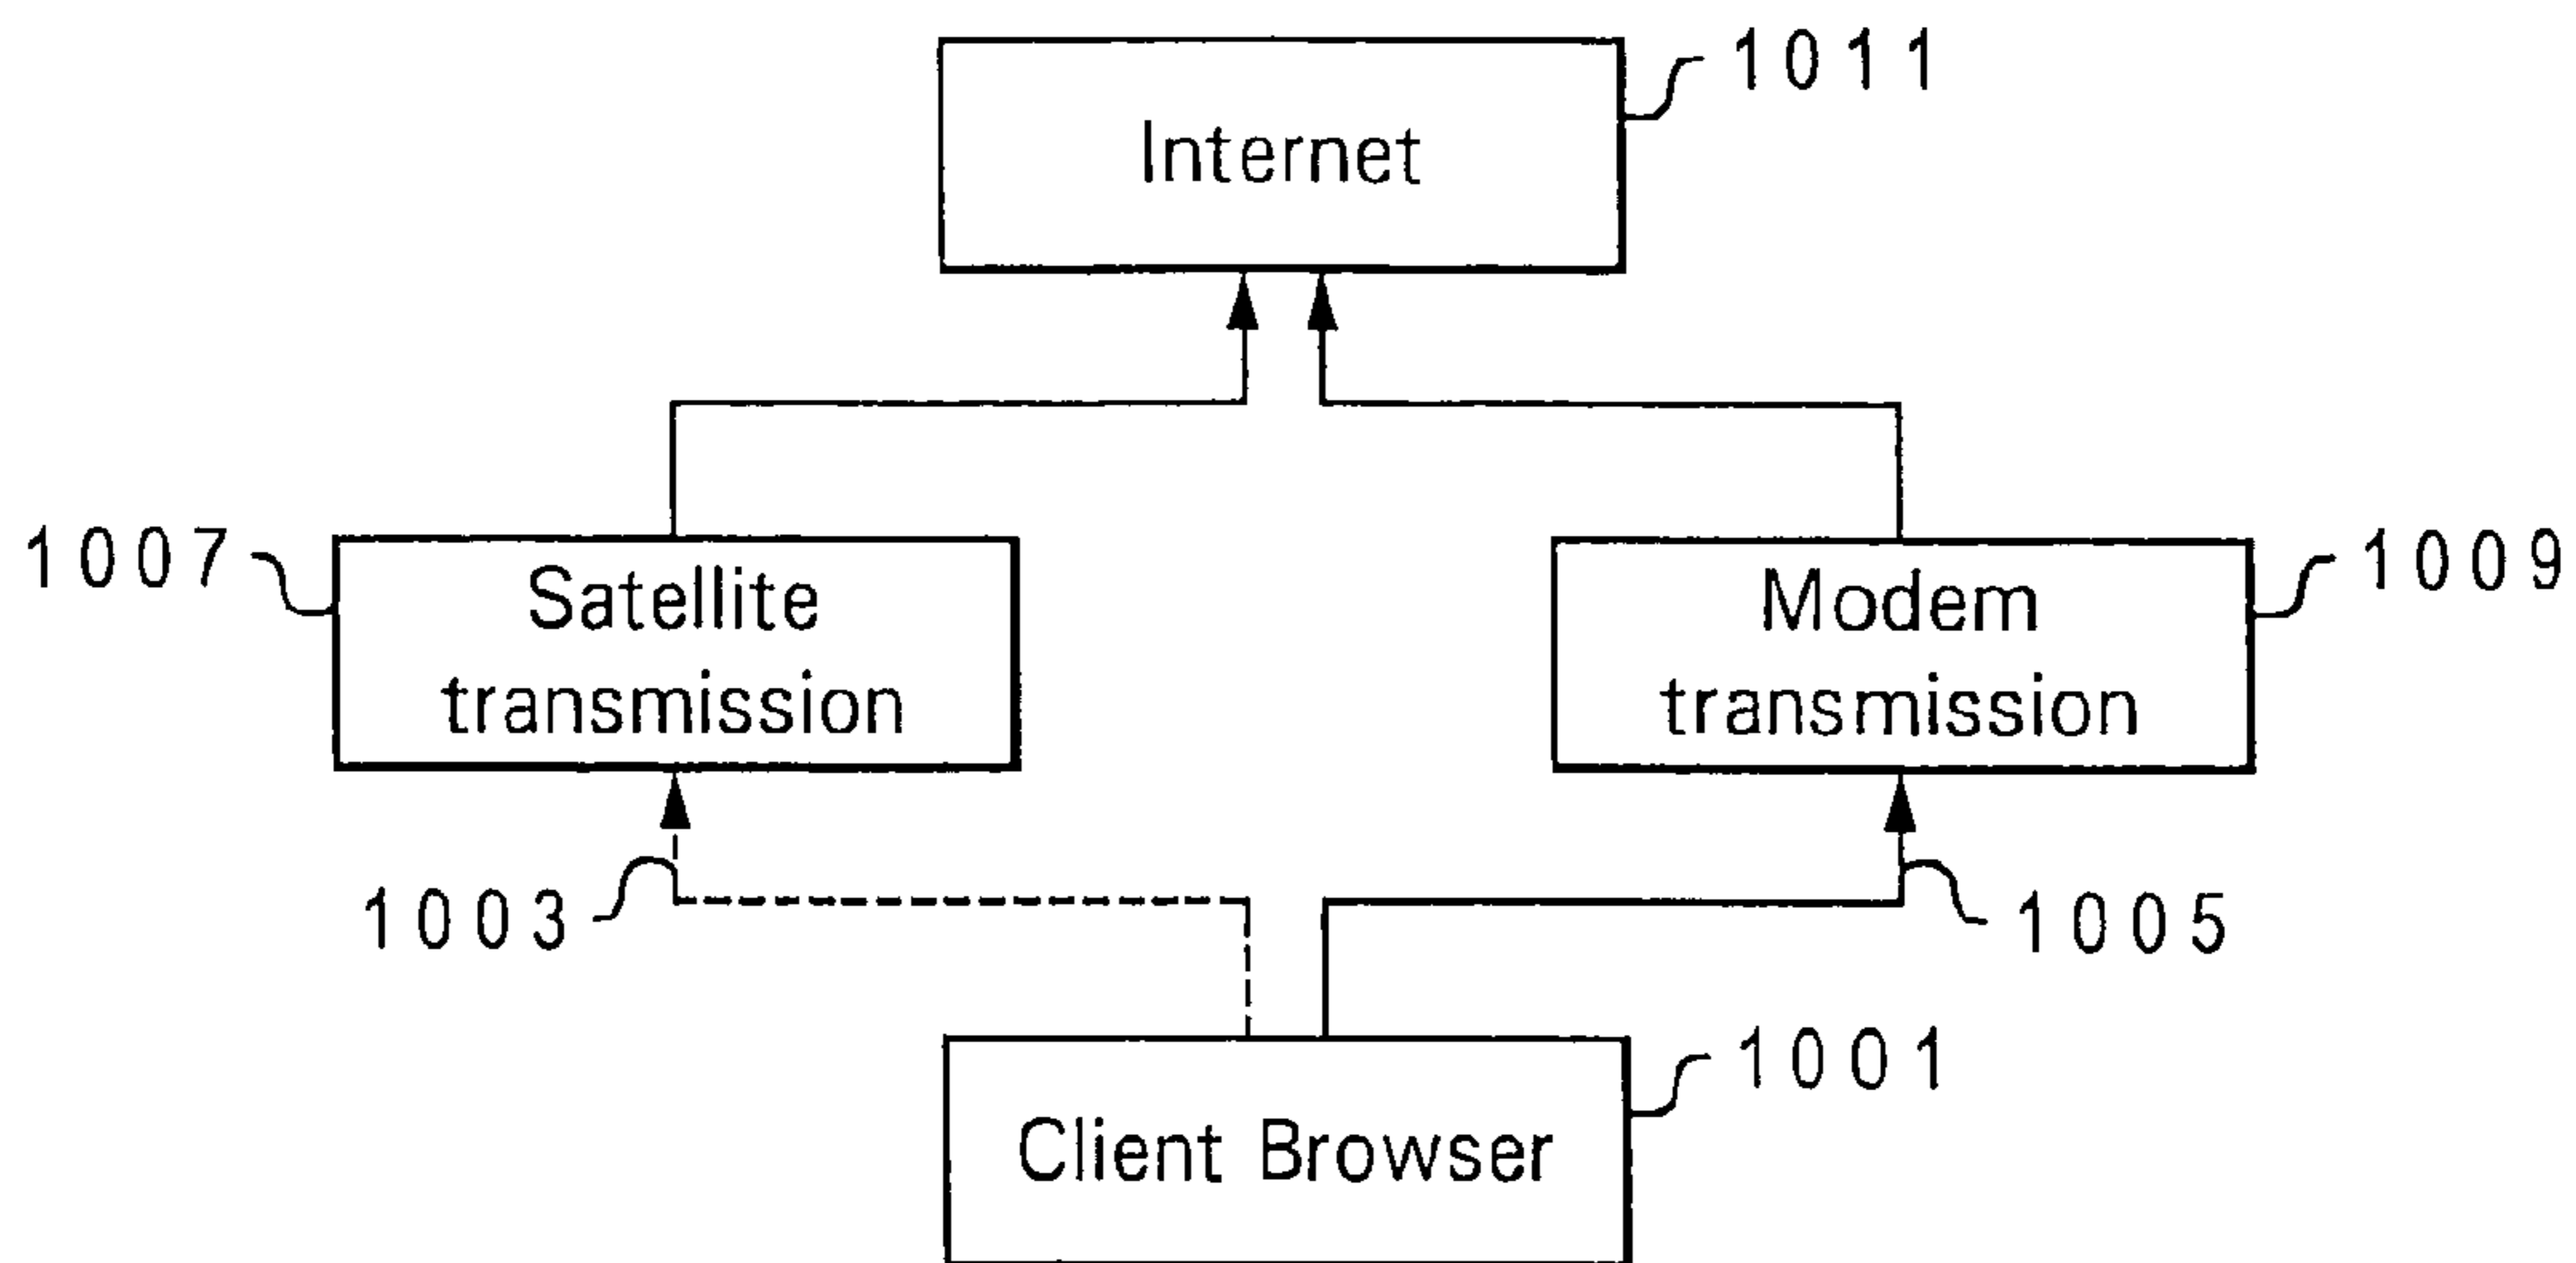 1011
Internet
1007
Satellite
transmission
Modem
transmission
1009
1003
1005
1001
Client Browser